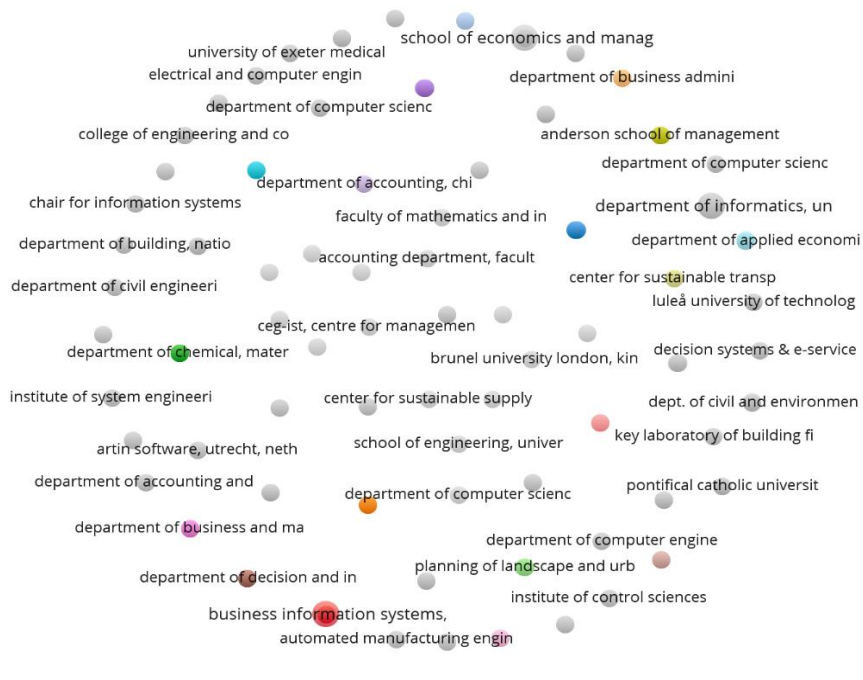 school of economics and manag
university of exeter medical
electrical and computer engin
department of business admini
department of computer scienc
college of engineering and co
anderson school of management
department of computer scienc
department of accounting, chi
chair for information systems
department of informatics, un
faculty of mathematics and in
department of building, natio
department of applied economi
accounting department, facult
center for sustainable transp
department of civil engineeri
luleå university of technolog
ceg-ist, centre for managemen
department of chemical, mater
decision systems & e-service
brunel university london, kin
institute of system engineeri
center for sustainable supply
dept. of civil and environmen
key laboratory of building fi
school of engineering, univer
artin software, utrecht, neth
department of accounting and
pontifical catholic universit
department of computer scienc
department of business and ma
department of computer engine
planning of landscape and urb
department of decision and in
institute of control sciences
business information systems,
automated manufacturing engin